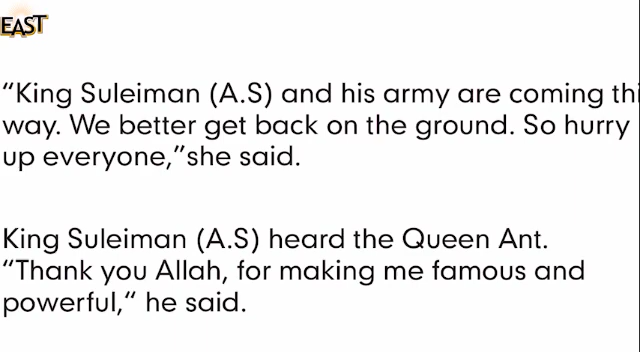 EAST
“King Suleiman (A.S) and his army are coming thi
way. We better get back on the ground. So hurry
up everyone,”she said.
King Suleiman (A.S) heard the Queen Ant.
“Thank you Allah, for making me famous and
powerful,“ he said.